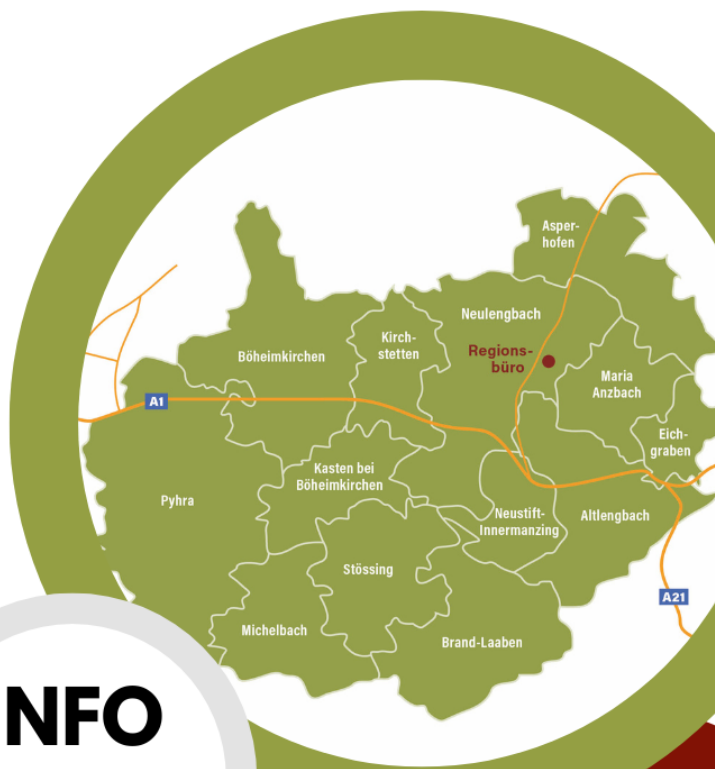 Asper-
hofen
Neulengbach
Kirch-
stetten
Böheimkirchen
Regions-
büro
Maria
Anzbach
A1
Eich-
graben
Kasten bei
Böheimkirchen
Pyhra
Neustift-
Innermanzing
Altlengbach
Stössing
A21
Michelbach
Brand-Laaben
NFO